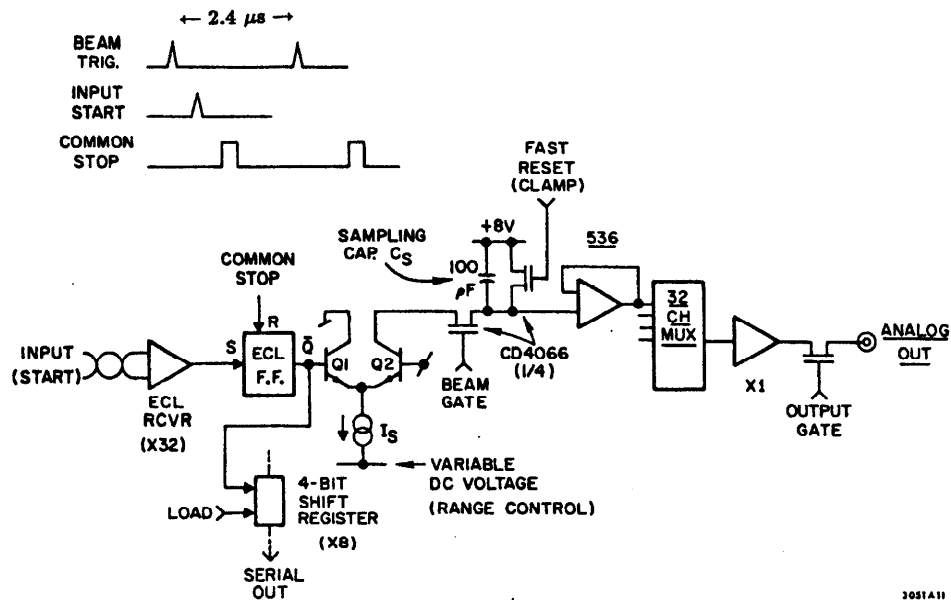 ← 2.4 μs →
BEAM
TRIG.
INPUT
START
COMMON
STOP
FAST
RESET
(CLAMP)
+8V
536
SAMPLING
CAP. CS
100
pF
COMMON
STOP
R
S
ECL
F.F.
Q̄
Q1
Q2
INPUT
(START)
ECL
RCVR
(X32)
CD4066
(1/4)
BEAM
GATE
32
CH
MUX
X1
ANALOG
OUT
OUTPUT
GATE
IS
VARIABLE
DC VOLTAGE
(RANGE CONTROL)
4-BIT
SHIFT
REGISTER
(X8)
LOAD
SERIAL
OUT
3051A11